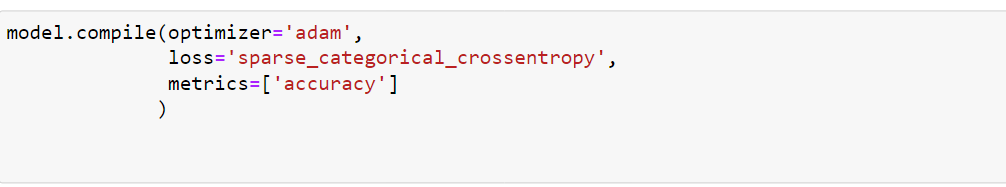 model.compile(optimizer='adam',
              loss='sparse_categorical_crossentropy',
              metrics=['accuracy']
             )